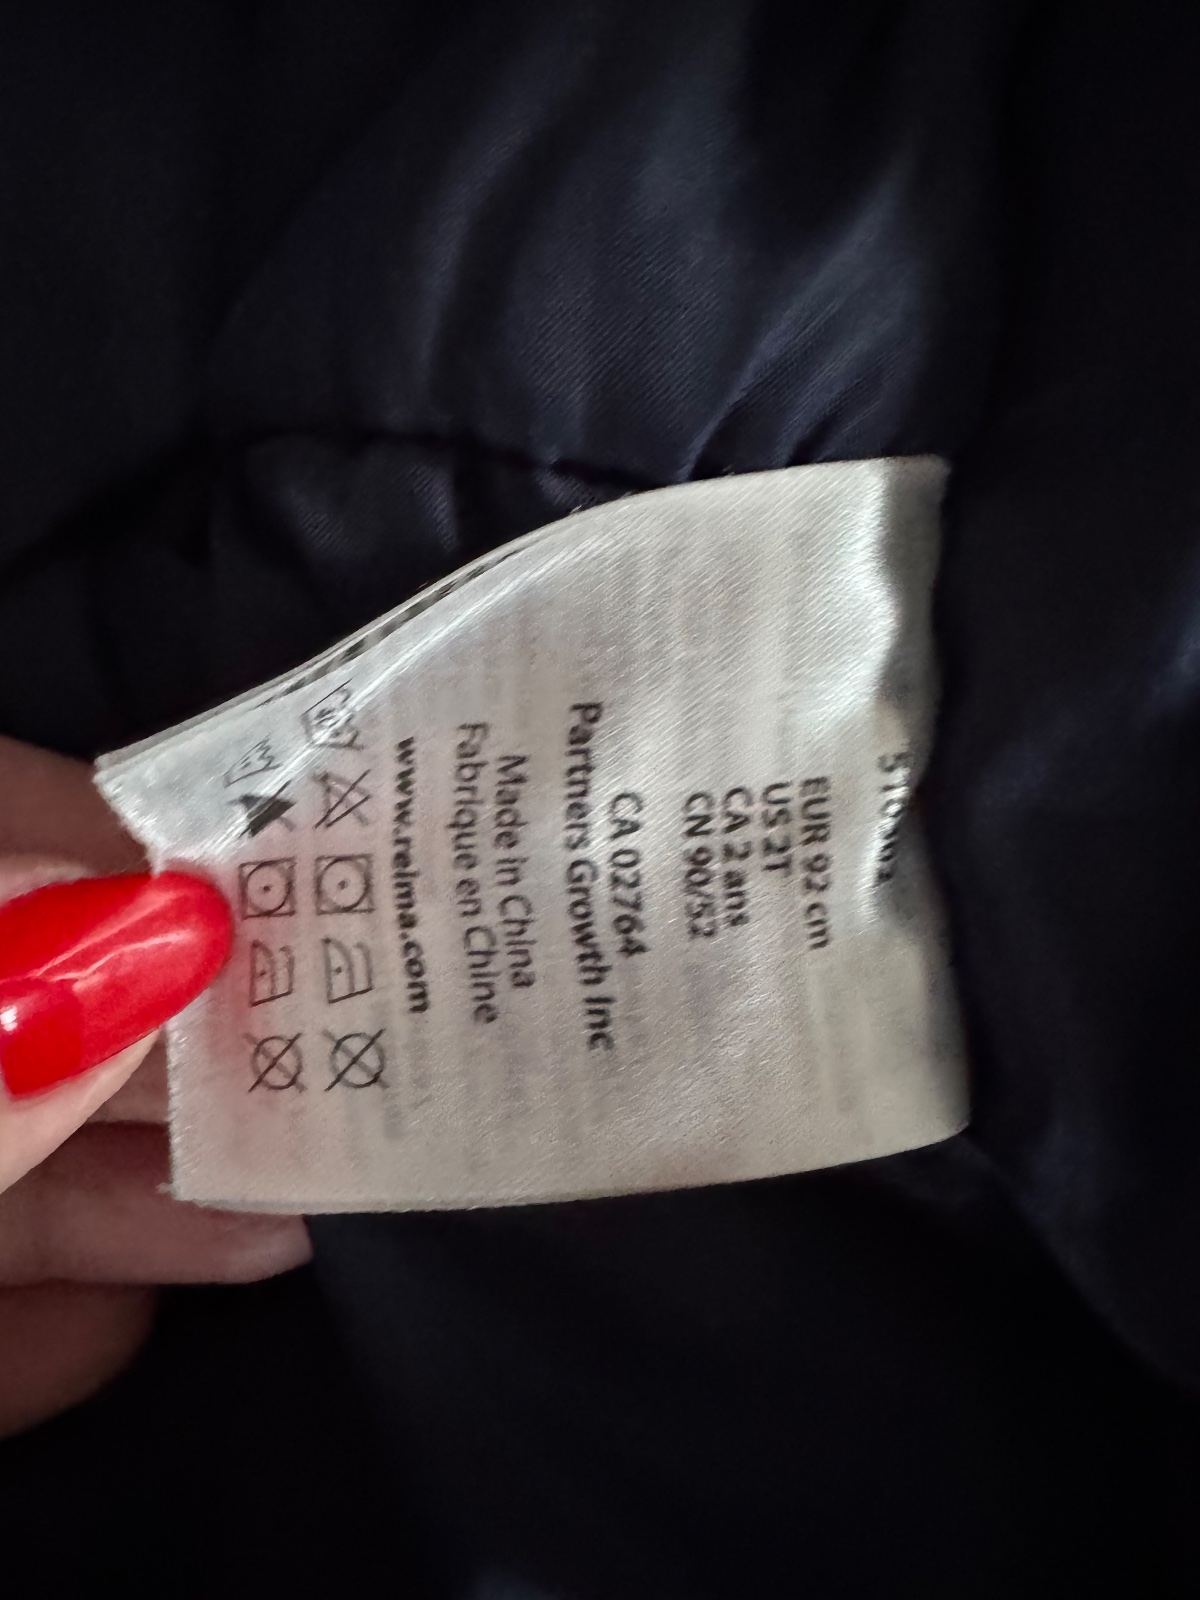 EUR 92 cm
US 2T
CA 2 ans
CN 90/52
CA 02764
Partners Growth Inc
Made in China
Fabrique en Chine
www.reima.com